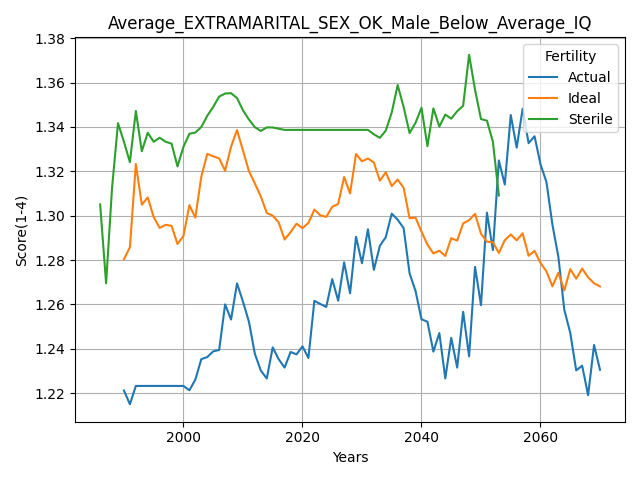 Average_EXTRAMARITAL_SEX_OK_Male_Below_Average_IQ
Score(1-4)
1.38
1.36
1.34
1.32
1.30
1.28
1.26
1.24
1.22
Fertility
Actual
Ideal
Sterile
2000 2020 2040 2060
Years